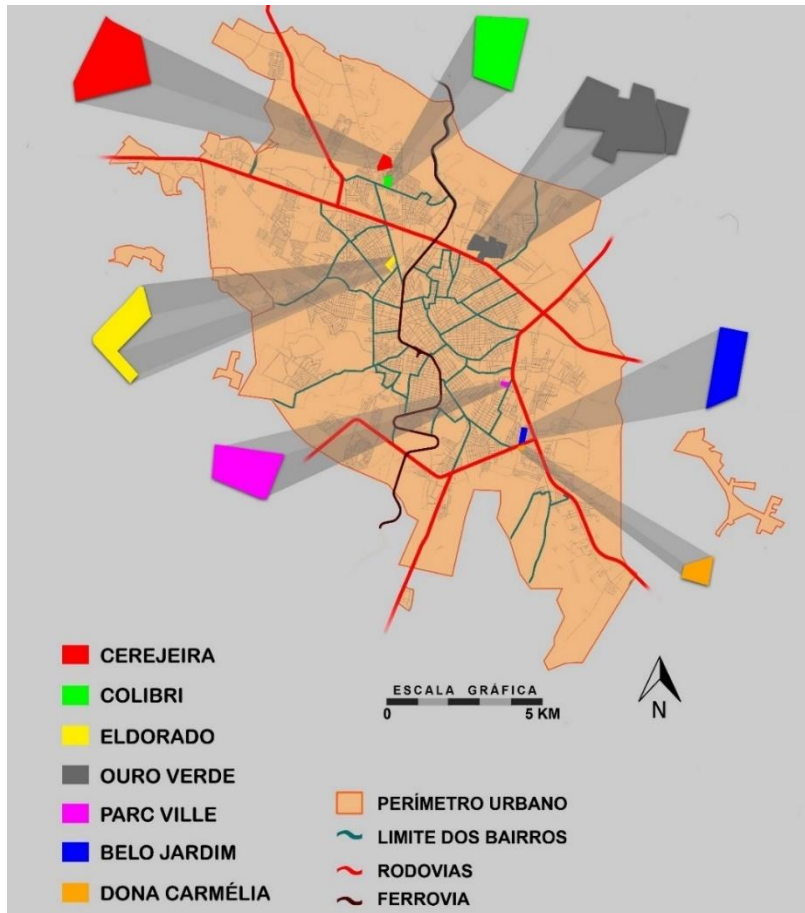 CEREJEIRA
COLIBRI
ELDORADO
OURO VERDE
PARC VILLE
BELO JARDIM
DONA CARMÉLIA
ESCALA GRÁFICA
0 5 KM
N
PERÍMETRO URBANO
LIMITE DOS BAIRROS
RODOVIAS
FERROVIA